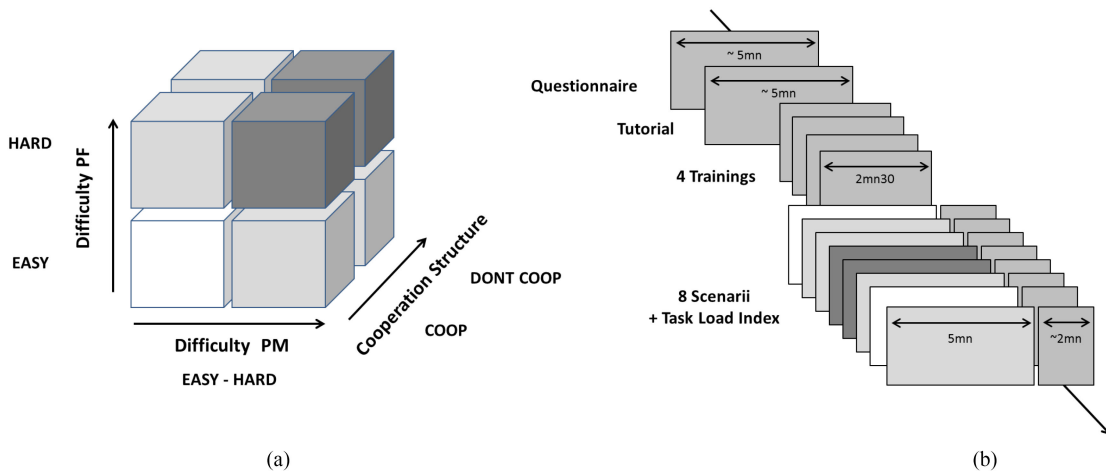 HARD
EASY
Difficulty PF
Difficulty PM
EASY - HARD
Cooperation Structure
DONT COOP
COOP
(a)
Questionnaire
~ 5mn
Tutorial
~ 5mn
4 Trainings
2mn30
8 Scenarii
+ Task Load Index
5mn
~2mn
(b)